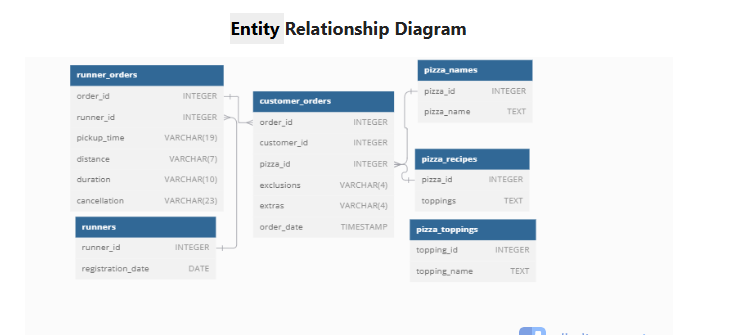 Entity Relationship Diagram
runner_orders
order_id INTEGER
runner_id INTEGER
pickup_time VARCHAR(19)
distance VARCHAR(7)
duration VARCHAR(10)
cancellation VARCHAR(23)
runners
runner_id INTEGER
registration_date DATE
customer_orders
order_id INTEGER
customer_id INTEGER
pizza_id INTEGER
exclusions VARCHAR(4)
extras VARCHAR(4)
order_date TIMESTAMP
pizza_names
pizza_id INTEGER
pizza_name TEXT
pizza_recipes
pizza_id INTEGER
toppings TEXT
pizza_toppings
topping_id INTEGER
topping_name TEXT